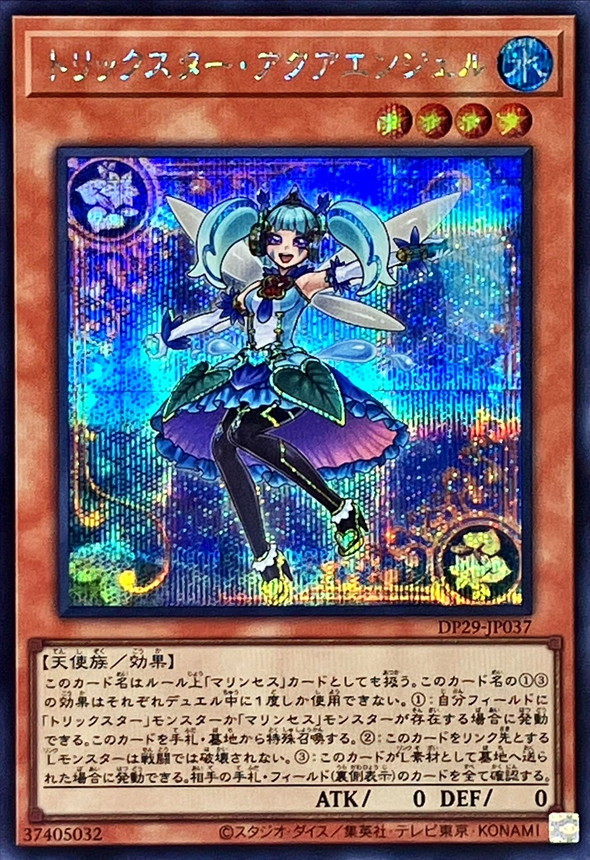 トリックスター・アクアエンジェル
水
DP29-JP037
【天使族/効果】
このカード名はルール上「マリンセス」カードとしても扱う。このカード名の①③
の効果はそれぞれデュエル中に1度しか使用できない。①:自分フィールドに
「トリックスター」モンスターか「マリンセス」モンスターが存在する場合に発動
できる。このカードを手札・墓地から特殊召喚する。②:このカードをリンク先とする
Lモンスターは戦闘では破壊されない。③:このカードがL素材として墓地へ送ら
れた場合に発動できる。相手の手札・フィールド(裏側表示)のカードを全て確認する。
ATK/ 0 DEF/ 0
37405032
©スタジオ・ダイス/集英社・テレビ東京・KONAMI